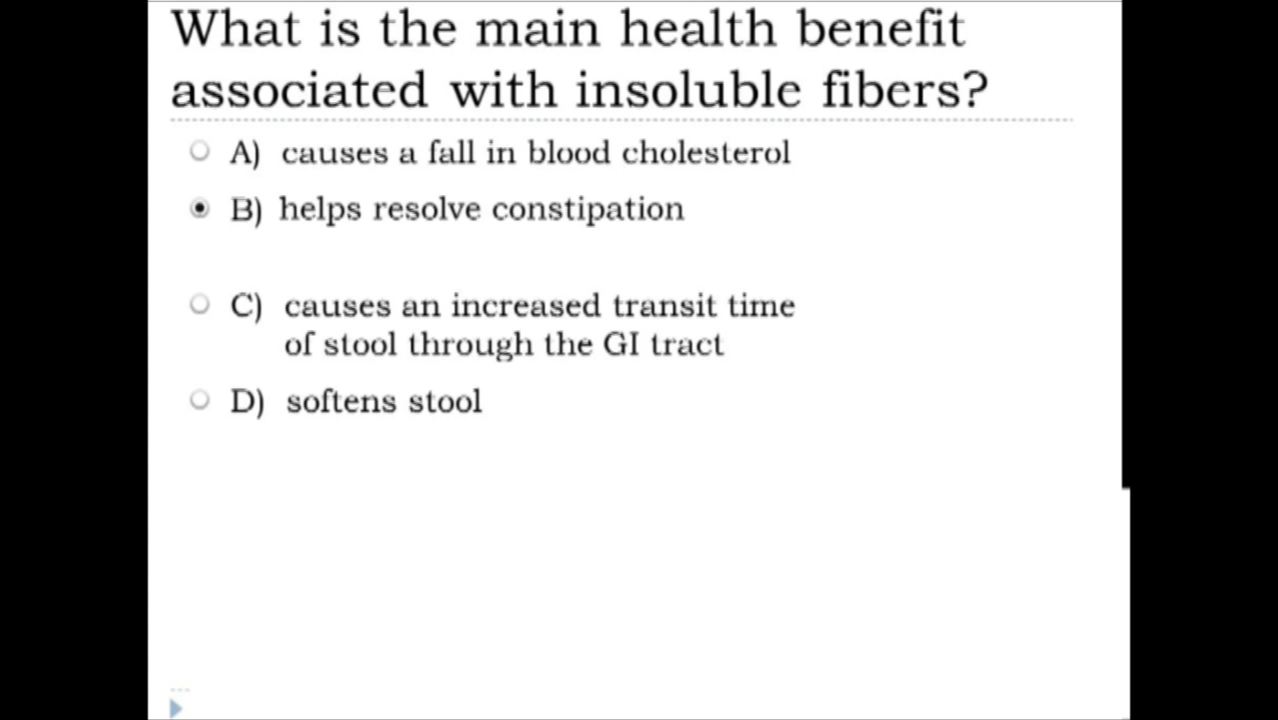 What is the main health benefit
associated with insoluble fibers?
A) causes a fall in blood cholesterol
B) helps resolve constipation
C) causes an increased transit time
of stool through the GI tract
D) softens stool